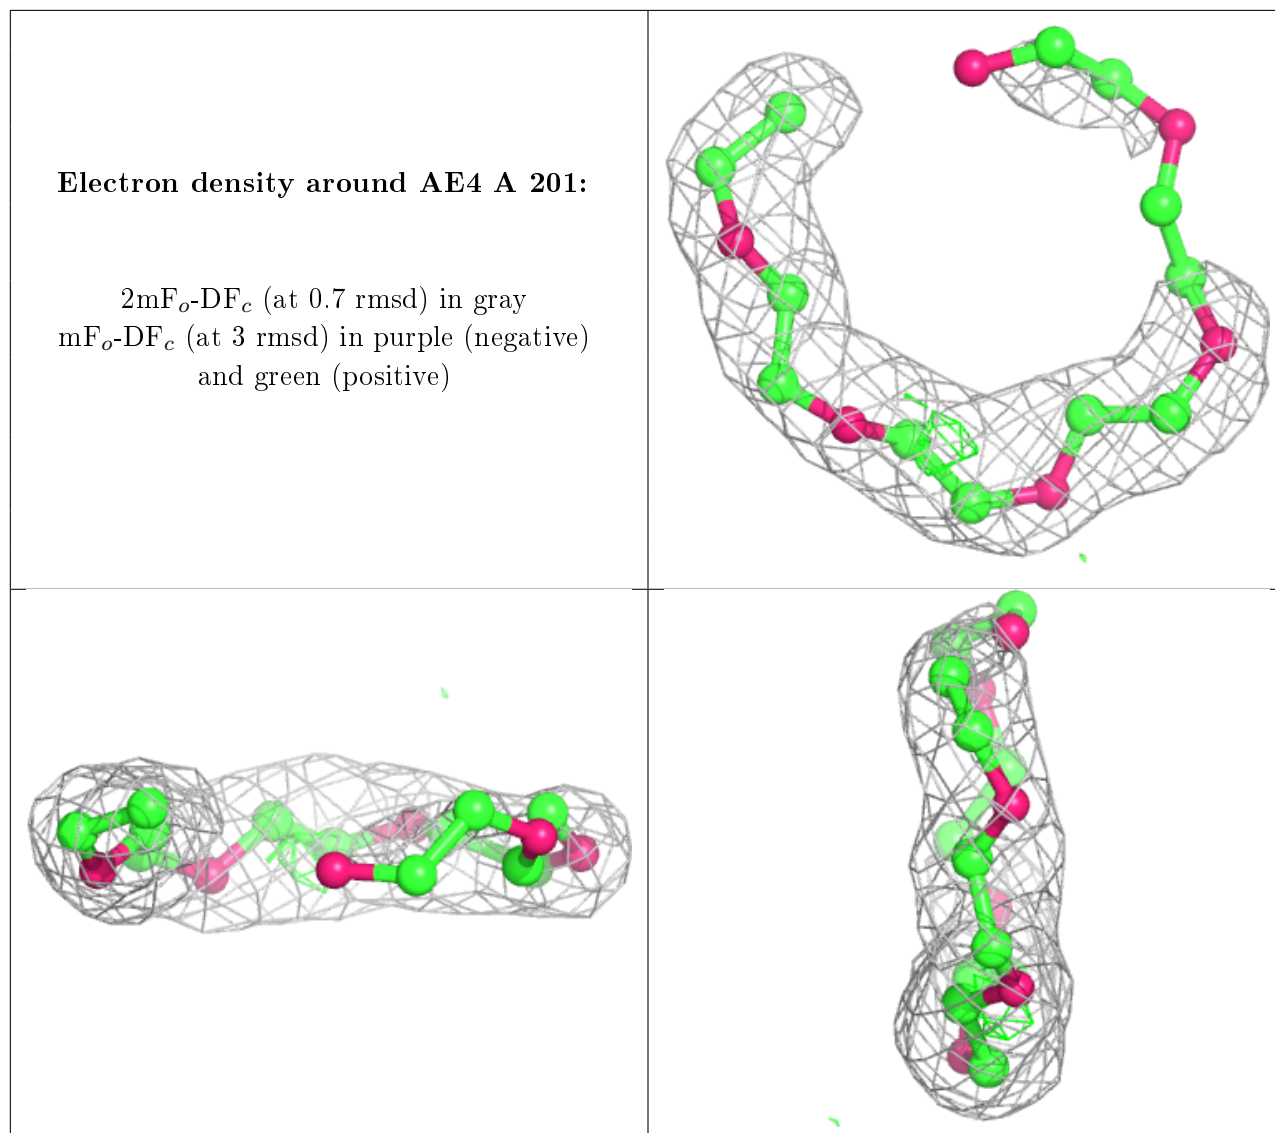 Electron density around AE4 A 201:
2mFₒ-DF𝒸 (at 0.7 rmsd) in gray
mFₒ-DF𝒸 (at 3 rmsd) in purple (negative)
and green (positive)